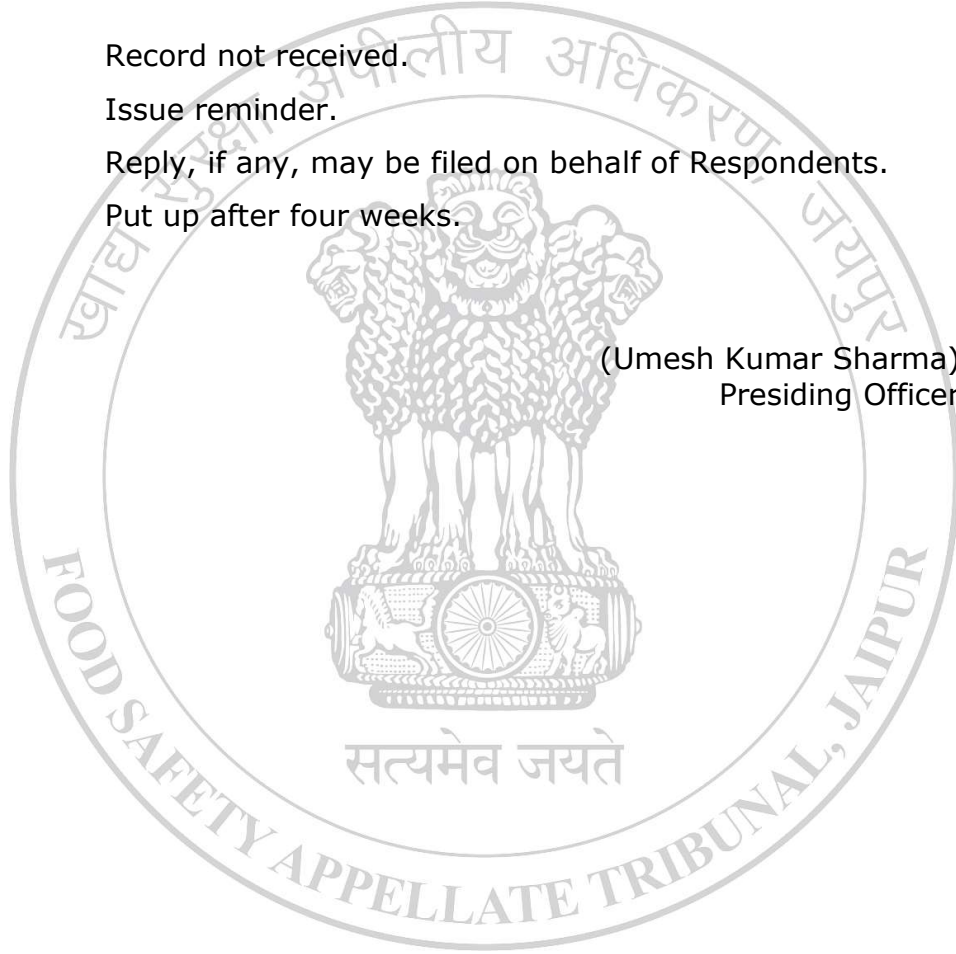 Record not received.
Issue reminder.
Reply, if any, may be filed on behalf of Respondents.
Put up after four weeks.
(Umesh Kumar Sharma)
Presiding Officer
खाद्य सुरक्षा अपीलीय अधिकरण, जयपुर
सत्यमेव जयते
FOOD SAFETY APPELLATE TRIBUNAL, JAIPUR